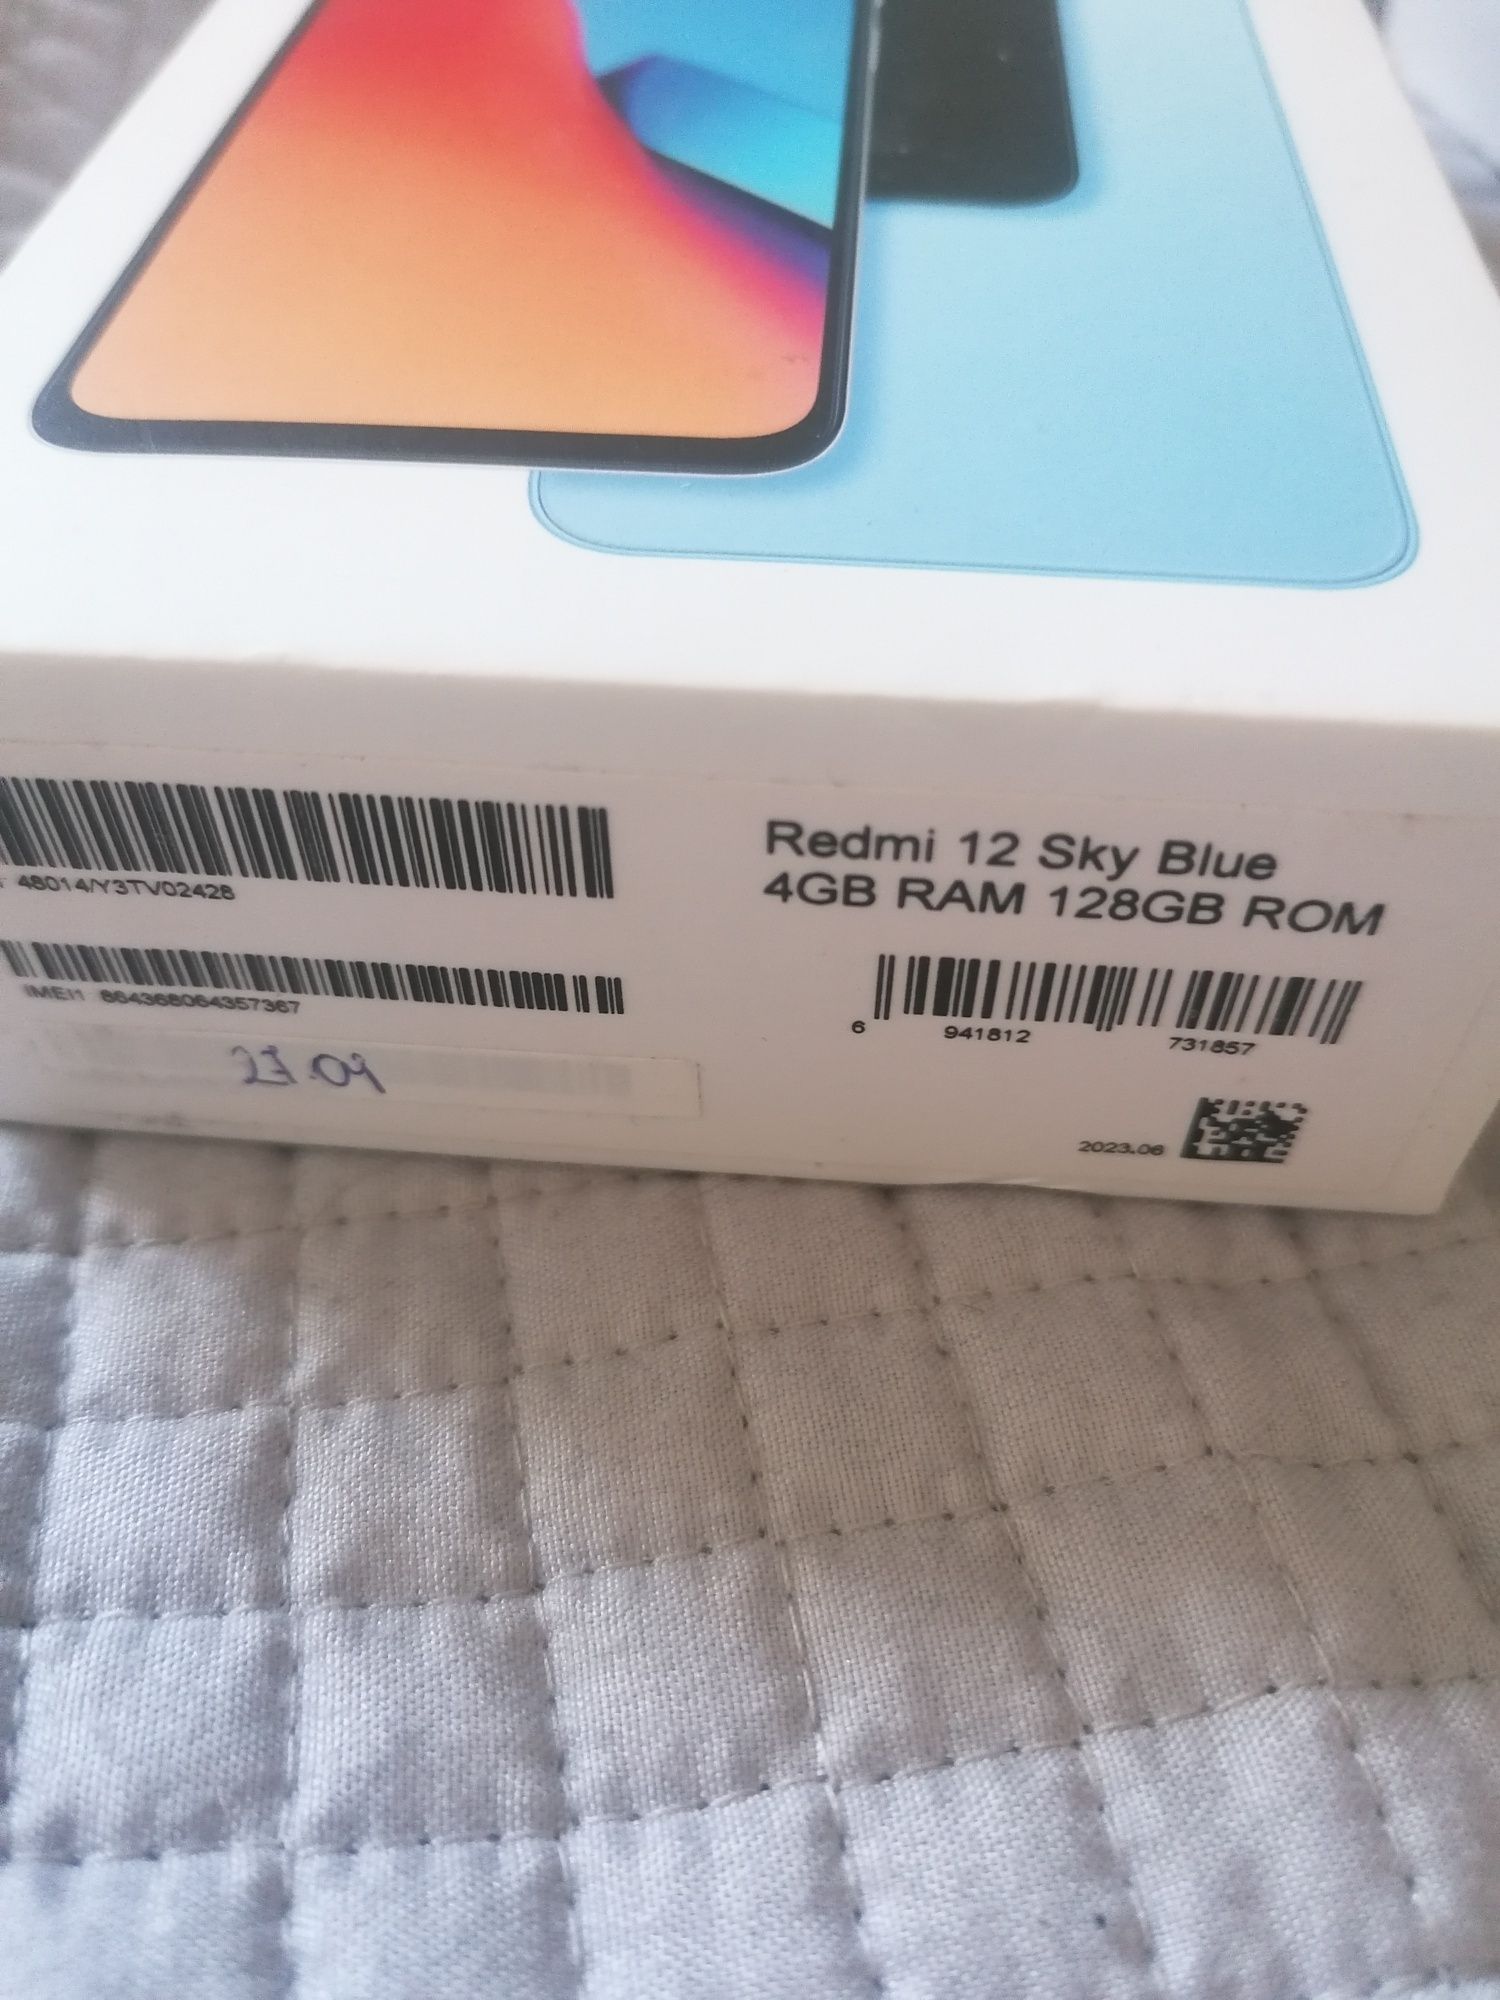 48014/Y3TV02428
IMEI1 864368064357367
23.09
Redmi 12 Sky Blue
4GB RAM 128GB ROM
6 941812 731857
2023.06